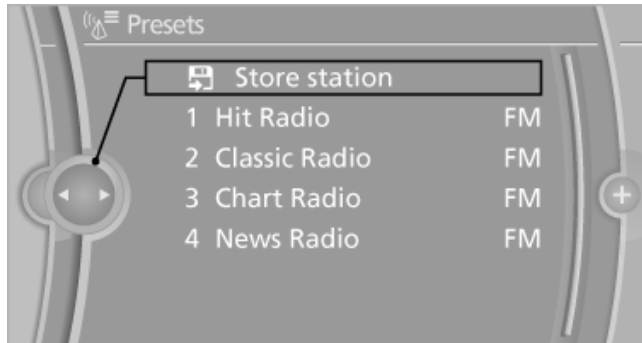 Presets
Store station
1 Hit Radio FM
2 Classic Radio FM
3 Chart Radio FM
4 News Radio FM